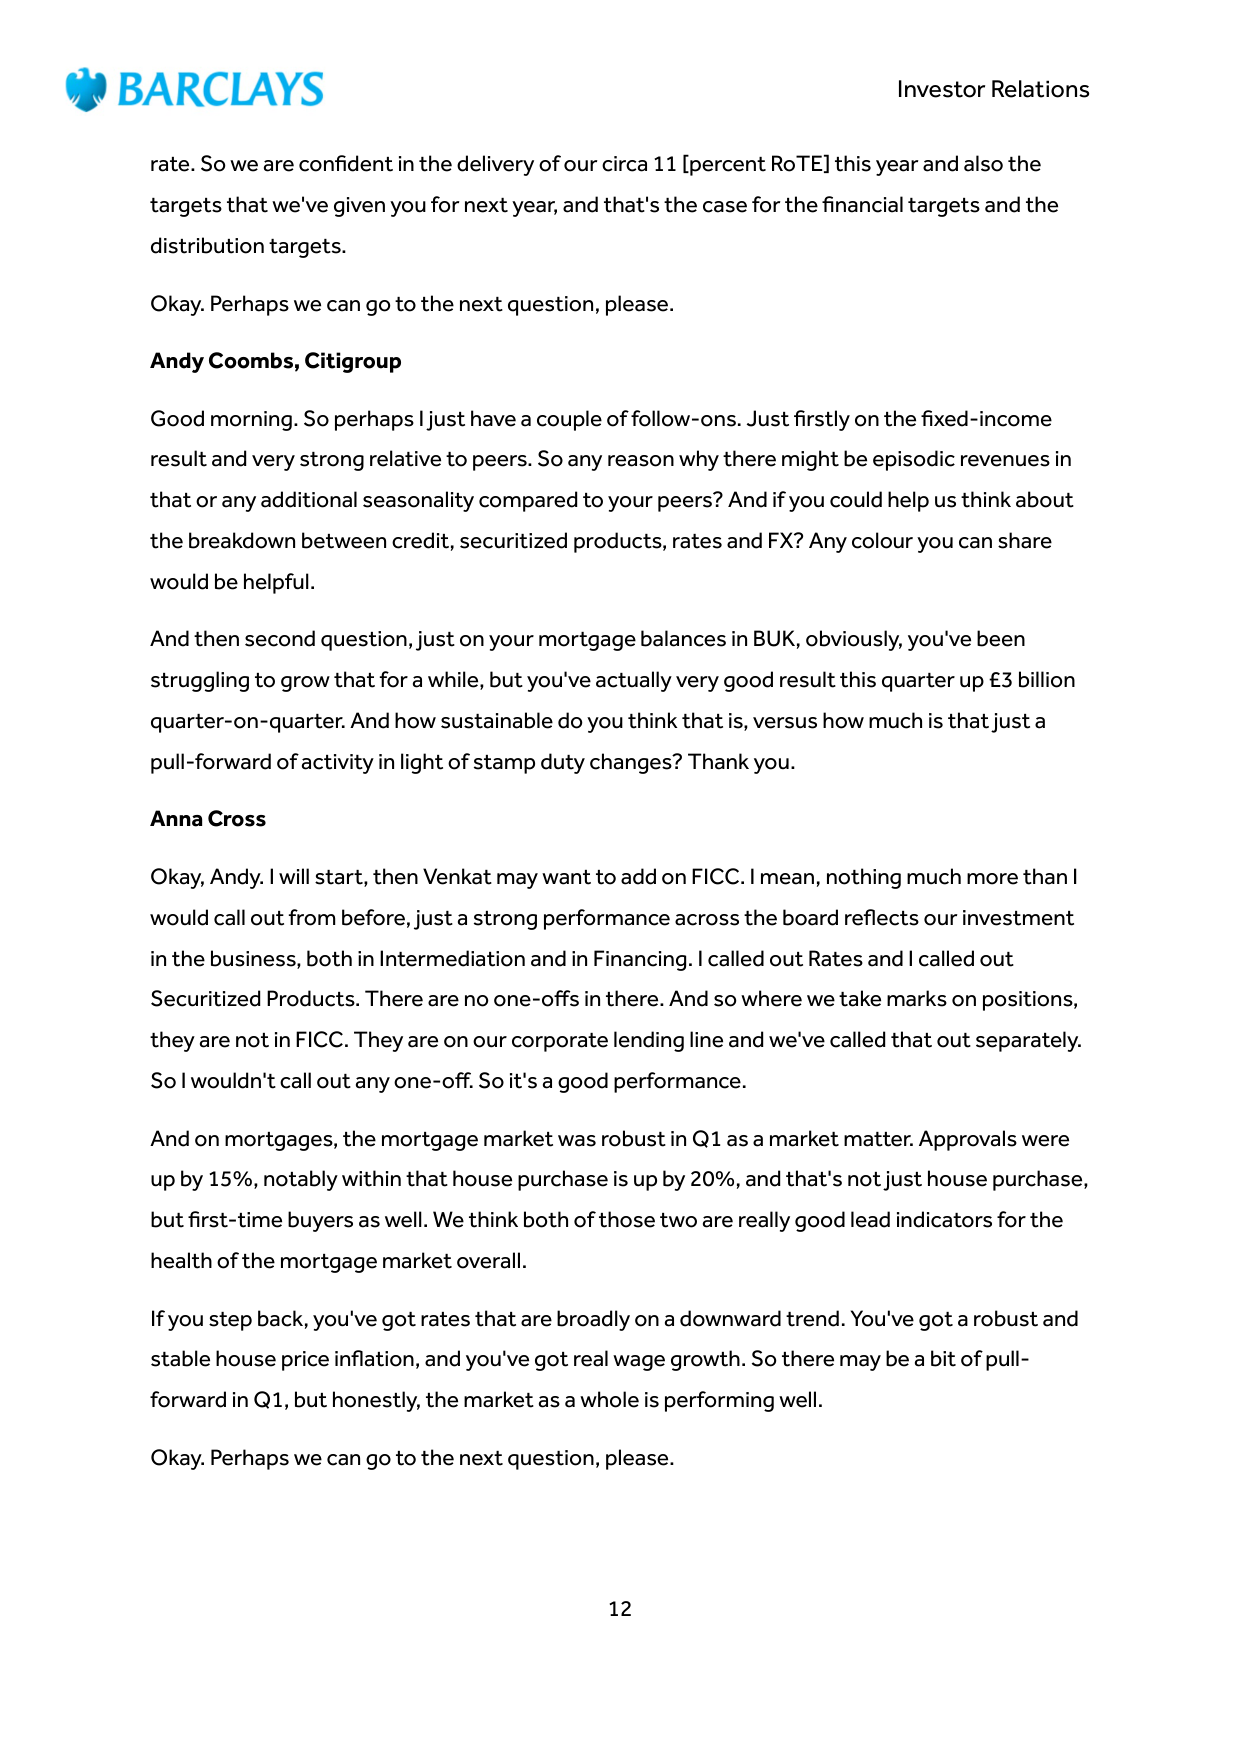 BARCLAYS
Investor Relations
rate. So we are confident in the delivery of our circa 11 [percent RoTE] this year and also the
targets that we've given you for next year, and that's the case for the financial targets and the
distribution targets.
Okay. Perhaps we can go to the next question, please.
Andy Coombs, Citigroup
Good morning. So perhaps I just have a couple of follow-ons. Just firstly on the fixed-income
result and very strong relative to peers. So any reason why there might be episodic revenues in
that or any additional seasonality compared to your peers? And if you could help us think about
the breakdown between credit, securitized products, rates and FX? Any colour you can share
would be helpful.
And then second question, just on your mortgage balances in BUK, obviously, you've been
struggling to grow that for a while, but you've actually very good result this quarter up £3 billion
quarter-on-quarter. And how sustainable do you think that is, versus how much is that just a
pull-forward of activity in light of stamp duty changes? Thank you.
Anna Cross
Okay, Andy. I will start, then Venkat may want to add on FICC. I mean, nothing much more than I
would call out from before, just a strong performance across the board reflects our investment
in the business, both in Intermediation and in Financing. I called out Rates and I called out
Securitized Products. There are no one-offs in there. And so where we take marks on positions,
they are not in FICC. They are on our corporate lending line and we've called that out separately.
So I wouldn't call out any one-off. So it's a good performance.
And on mortgages, the mortgage market was robust in Q1 as a market matter. Approvals were
up by 15%, notably within that house purchase is up by 20%, and that's not just house purchase,
but first-time buyers as well. We think both of those two are really good lead indicators for the
health of the mortgage market overall.
If you step back, you've got rates that are broadly on a downward trend. You've got a robust and
stable house price inflation, and you've got real wage growth. So there may be a bit of pull-
forward in Q1, but honestly, the market as a whole is performing well.
Okay. Perhaps we can go to the next question, please.
12